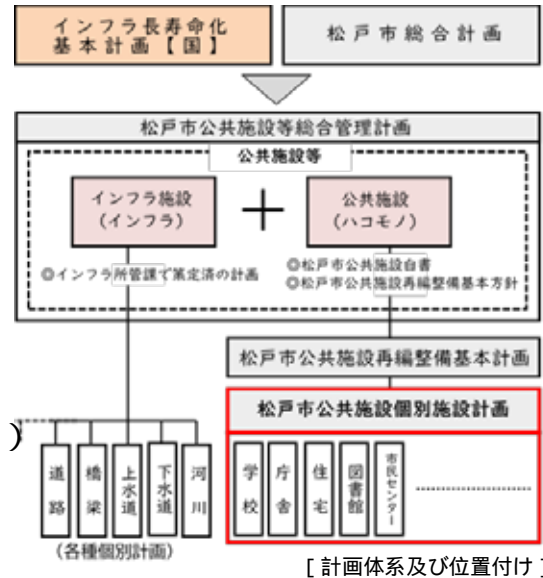 インフラ長寿命化
基本計画【国】
松戸市総合計画
松戸市公共施設等総合管理計画
公共施設等
インフラ施設
(インフラ)
+
公共施設
(ハコモノ)
◎インフラ所管課で策定済の計画
◎松戸市公共施設白書
◎松戸市公共施設再編整備基本方針
松戸市公共施設再編整備基本計画
松戸市公共施設個別施設計画
)
道路
橋梁
上水道
下水道
河川
学校
庁舎
住宅
図書館
市民センター
(各種個別計画)
[ 計画体系及び位置付け ]